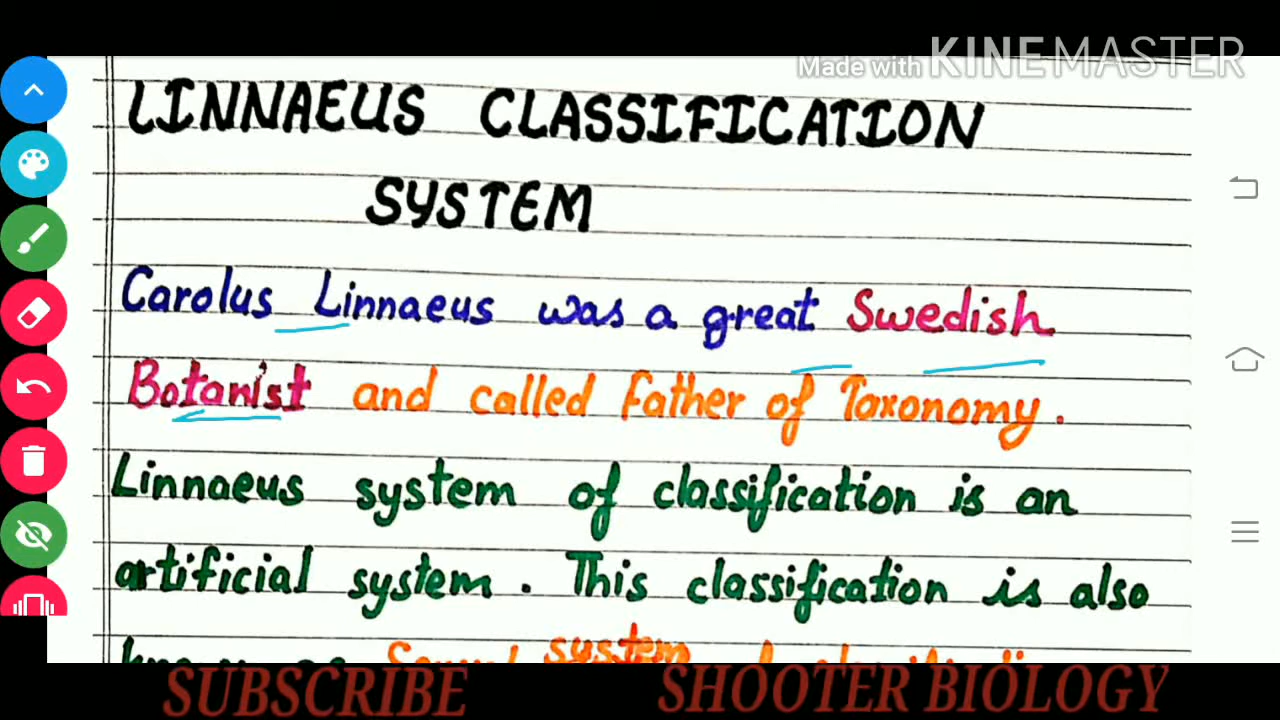 Made with KINEMASTER
LINNAEUS CLASSIFICATION
SYSTEM
Carolus Linnaeus was a great Swedish
Botanist and called Father of Taxonomy.
Linnaeus system of classification is an
artificial system. This classification is also
system
SUBSCRIBE SHOOTER BIOLOGY